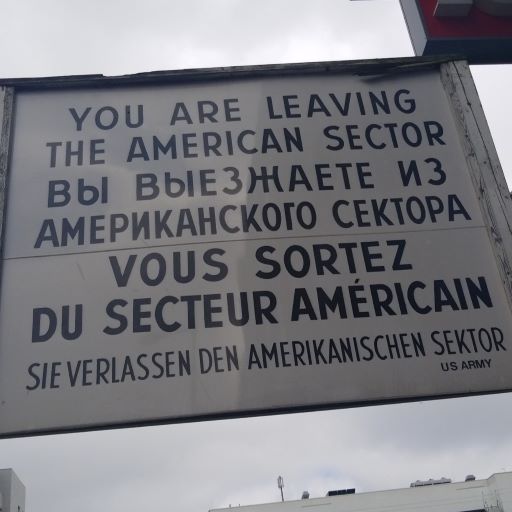 YOU ARE LEAVING
THE AMERICAN SECTOR
ВЫ ВЫЕЗЖАЕТЕ ИЗ
АМЕРИКАНСКОГО СЕКТОРА
VOUS SORTEZ
DU SECTEUR AMÉRICAIN
SIE VERLASSEN DEN AMERIKANISCHEN SEKTOR
US ARMY